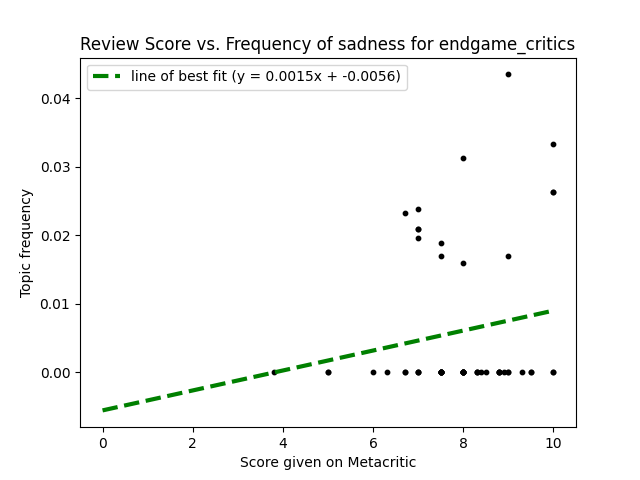 Review Score vs. Frequency of sadness for endgame_critics
line of best fit (y = 0.0015x + -0.0056)
0.04
0.03
0.02
0.01
0.00
Topic frequency
0 2 4 6 8 10
Score given on Metacritic